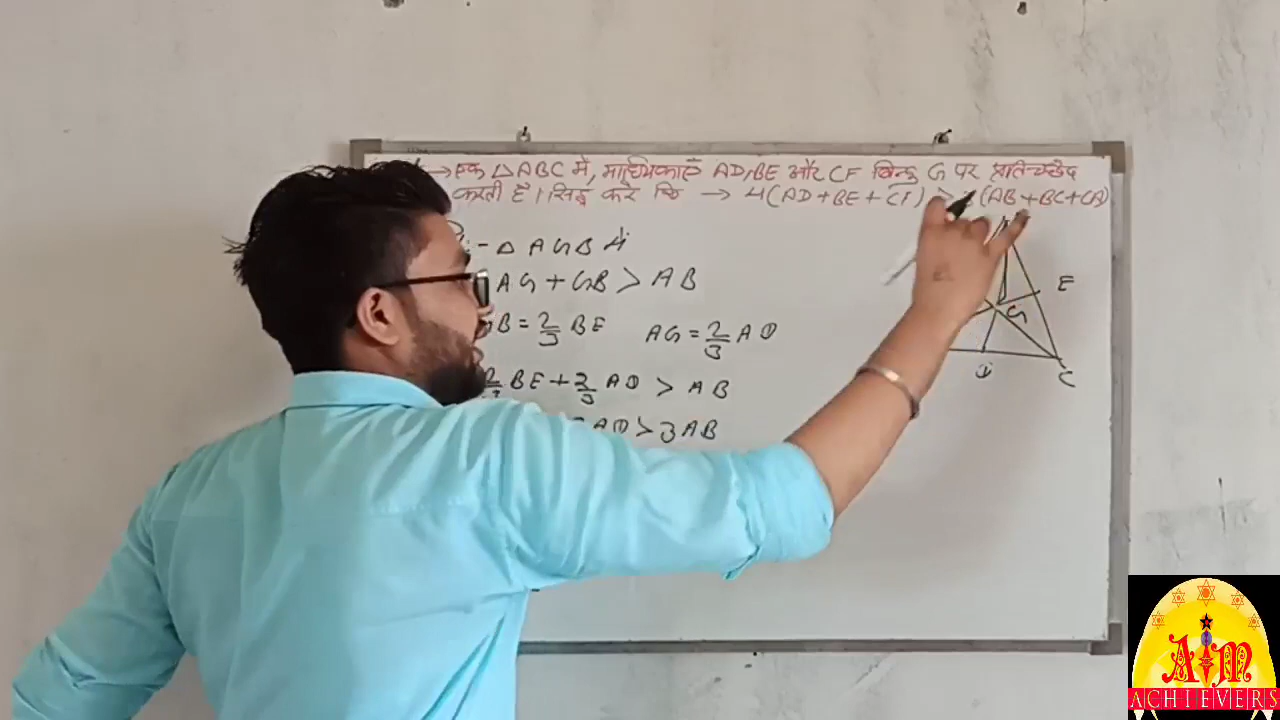 → एक △ABC में, माध्यिकाएँ AD, BE और CF बिन्दु G पर प्रतिच्छेद
करती है। सिद्ध करें कि → 4(AD+BE+CF) > (AB+BC+CA)
:- △ AGB में
AG + GB > AB
B = 2/3 BE AG = 2/3 AD
BE + 2/3 AD > AB
AD > 3AB
E
G
D
C
AIM
ACHIEVERS